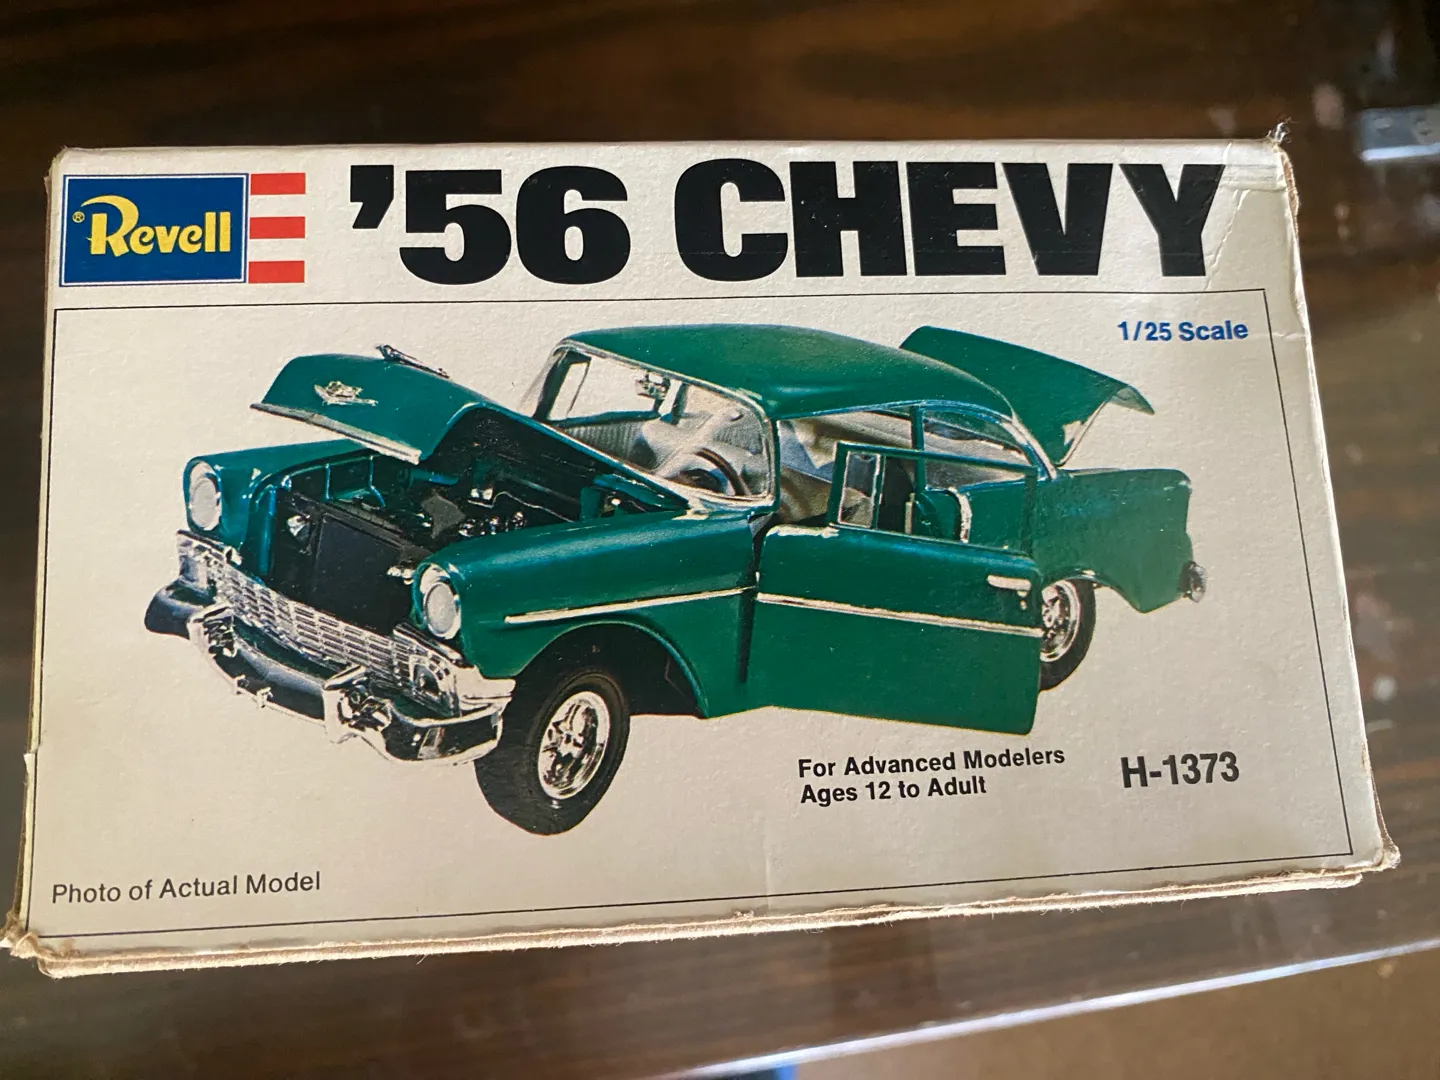 ® Revell
'56 CHEVY
1/25 Scale
For Advanced Modelers
Ages 12 to Adult
H-1373
Photo of Actual Model